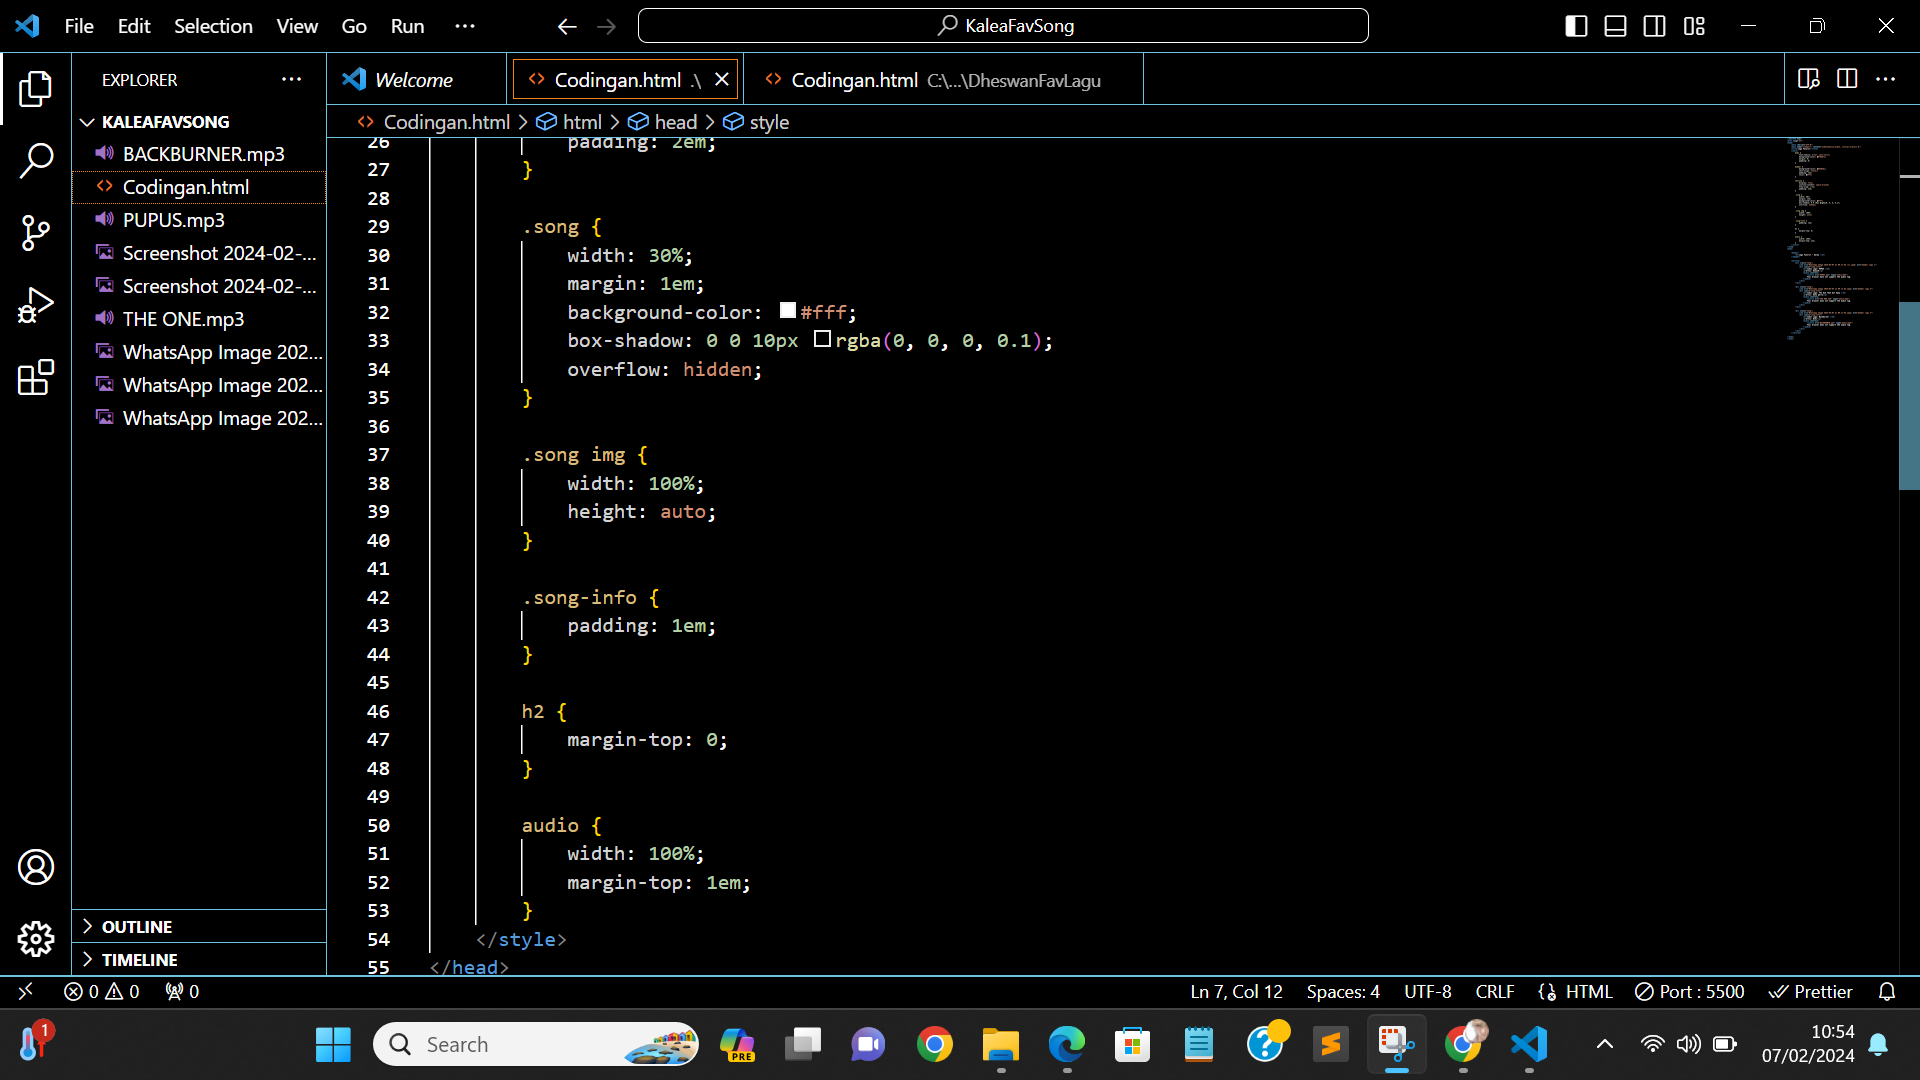 File Edit Selection View Go Run ···
KaleaFavSong
EXPLORER ···
Welcome
Codingan.html .\
Codingan.html C:\...\DheswanFavLagu
Codingan.html > html > head > style
KALEAFAVSONG
BACKBURNER.mp3
Codingan.html
PUPUS.mp3
Screenshot 2024-02-...
Screenshot 2024-02-...
THE ONE.mp3
WhatsApp Image 202...
WhatsApp Image 202...
WhatsApp Image 202...
OUTLINE
TIMELINE
26 padding: 2em;
27 }
28
29 .song {
30 width: 30%;
31 margin: 1em;
32 background-color: #fff;
33 box-shadow: 0 0 10px rgba(0, 0, 0, 0.1);
34 overflow: hidden;
35 }
36
37 .song img {
38 width: 100%;
39 height: auto;
40 }
41
42 .song-info {
43 padding: 1em;
44 }
45
46 h2 {
47 margin-top: 0;
48 }
49
50 audio {
51 width: 100%;
52 margin-top: 1em;
53 }
54 </style>
55 </head>
0 0 0
Ln 7, Col 12 Spaces: 4 UTF-8 CRLF HTML Port : 5500 Prettier
1
Search
PRE
10:54
07/02/2024